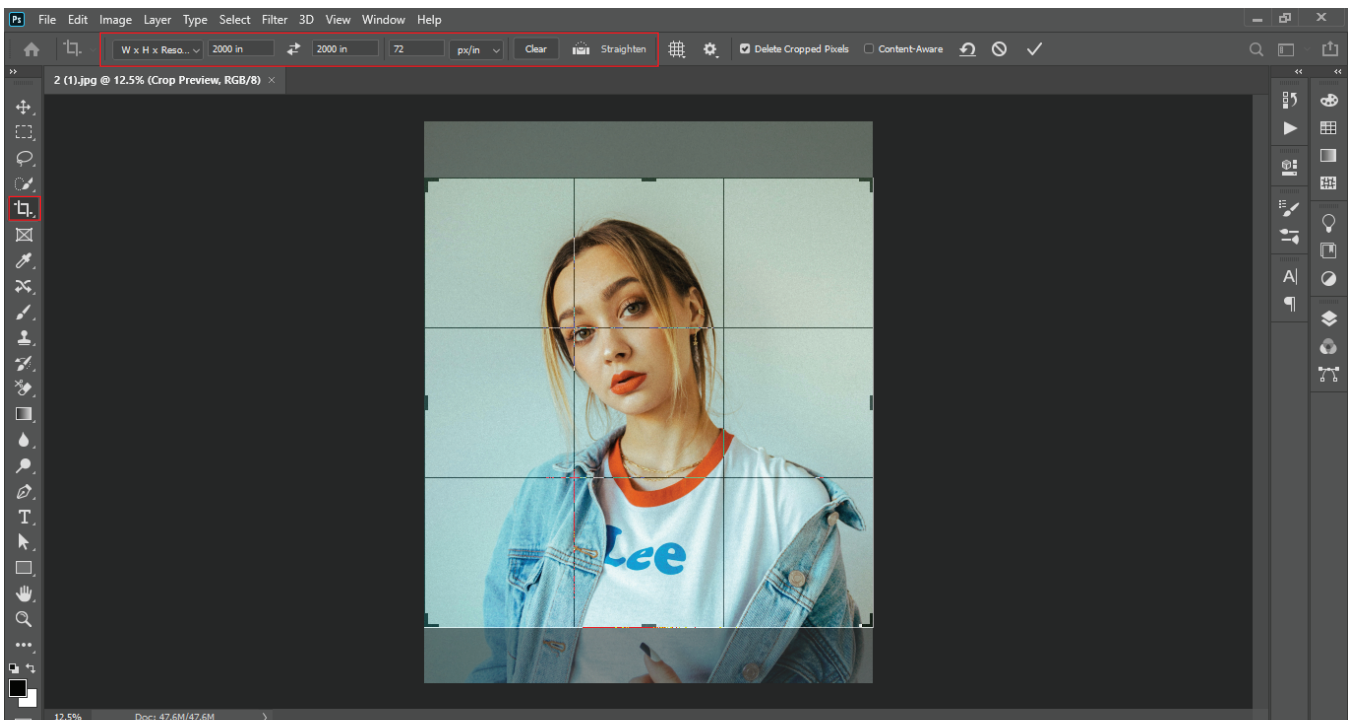 Ps File Edit Image Layer Type Select Filter 3D View Window Help
W x H x Reso... 2000 in 2000 in 72 px/in Clear Straighten Delete Cropped Pixels Content-Aware
2 (1).jpg @ 12.5% (Crop Preview, RGB/8) ×
A|
Lee
T
12.5% Doc: 47.6M/47.6M